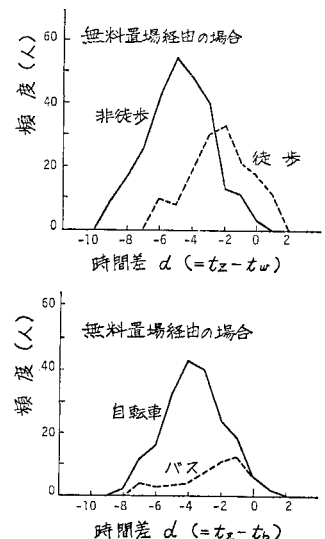 無料置場経由の場合
頻度(人)
60
40
20
0
非徒歩
徒歩
-10 -8 -6 -4 -2 0 2
時間差 d (=tz-tw)
無料置場経由の場合
頻度(人)
60
40
20
0
自転車
バス
-10 -8 -6 -4 -2 0 2
時間差 d (=tz-tb)